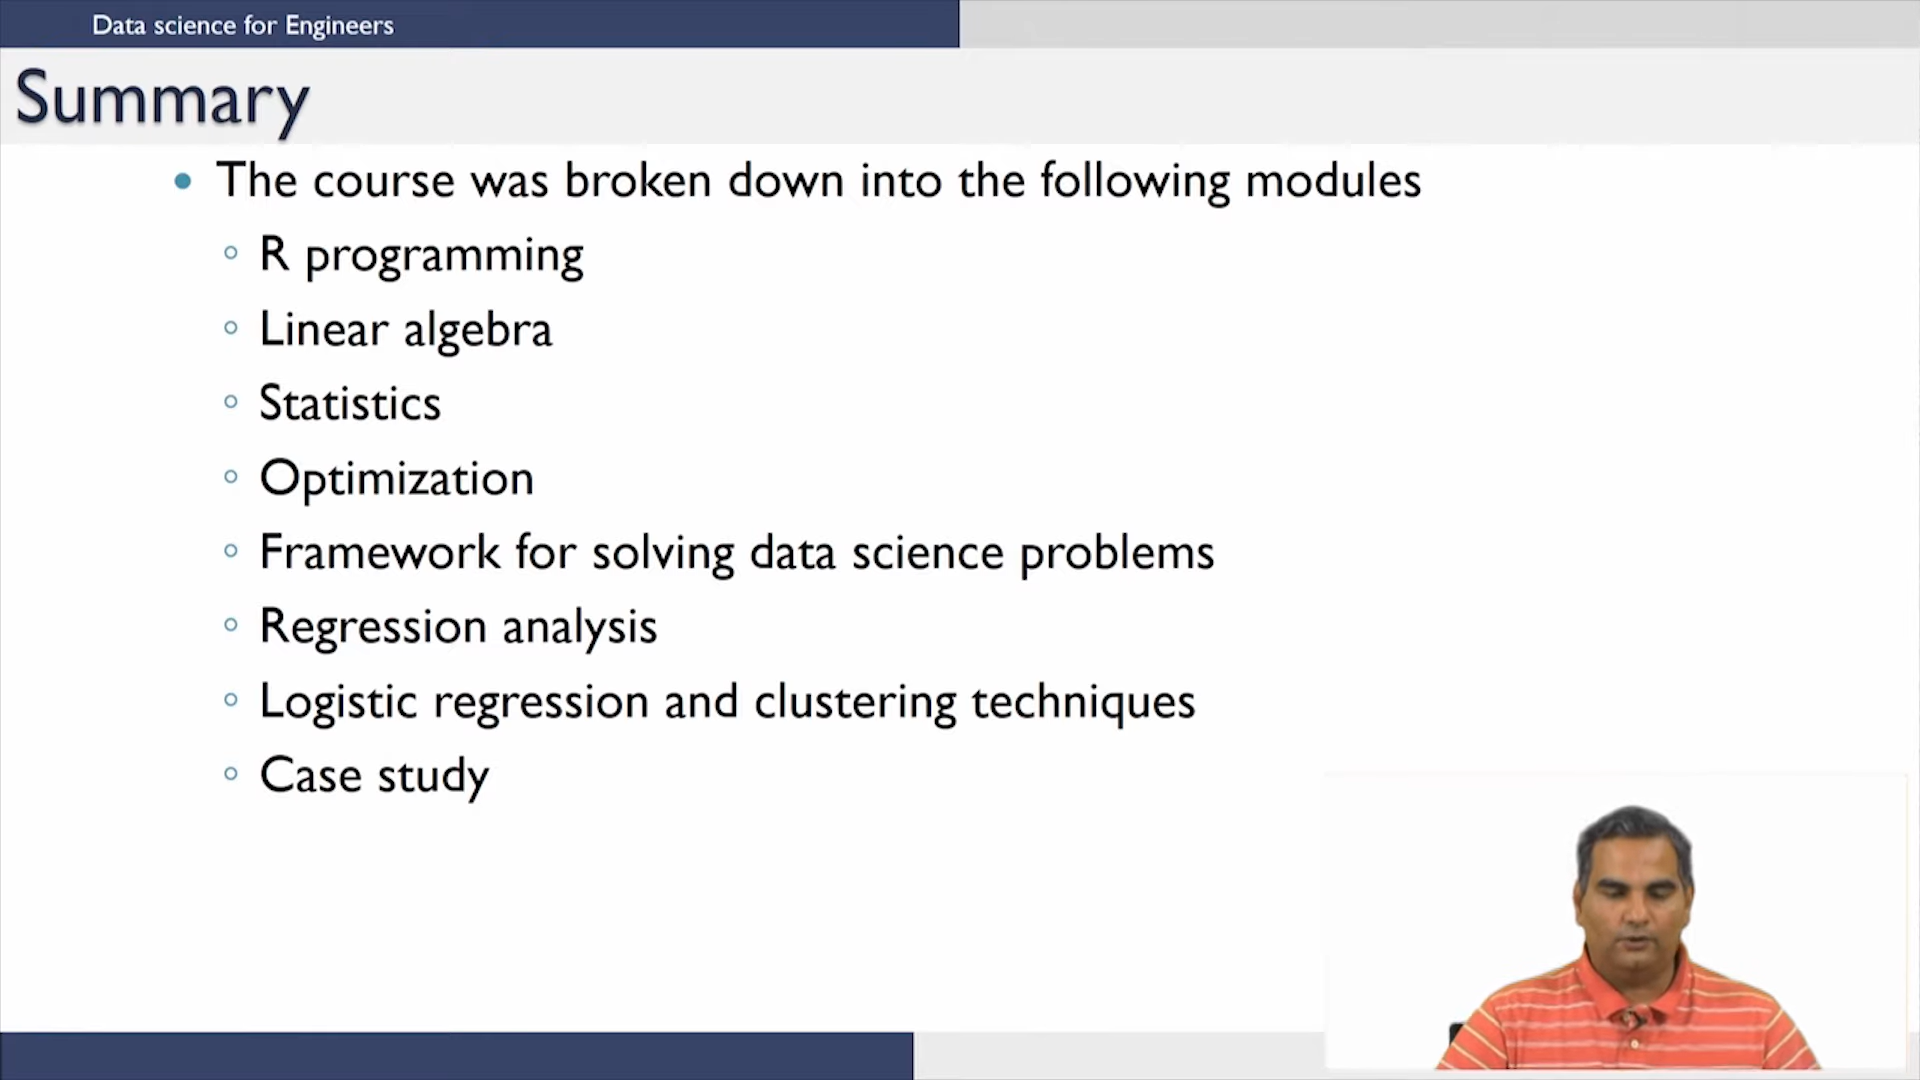 Data science for Engineers
Summary
• The course was broken down into the following modules
◦ R programming
◦ Linear algebra
◦ Statistics
◦ Optimization
◦ Framework for solving data science problems
◦ Regression analysis
◦ Logistic regression and clustering techniques
◦ Case study